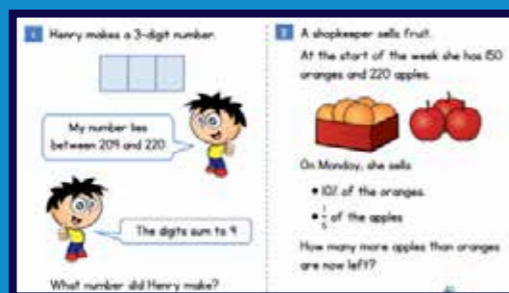 1 Henry makes a 3-digit number.
My number lies
between 209 and 220
The digits sum to 9
What number did Henry make?
2 A shopkeeper sells fruit.
At the start of the week she has 150
oranges and 220 apples.
On Monday, she sells
• 10% of the oranges.
• 1/5 of the apples
How many more apples than oranges
are now left?